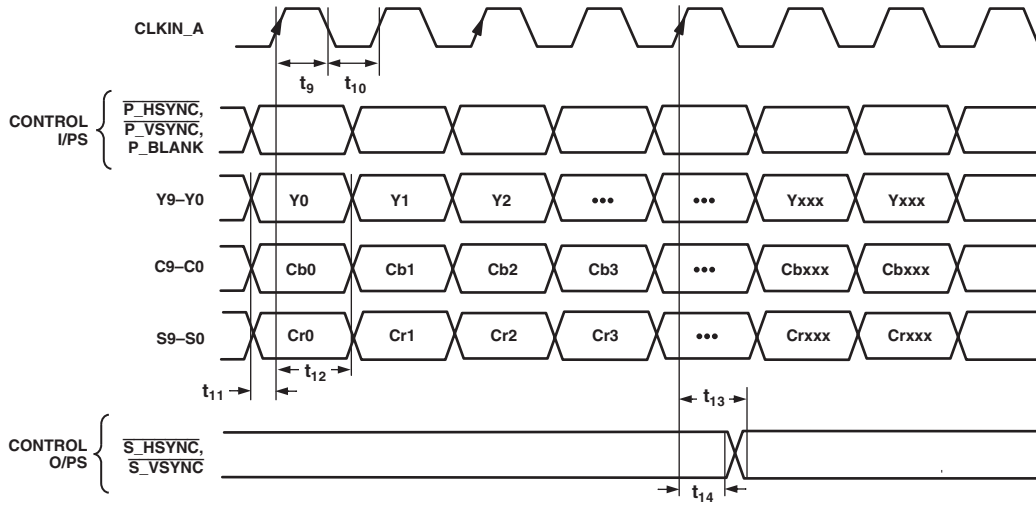 CLKIN_A
t9
t10
CONTROL
I/PS
P_HSYNC,
P_VSYNC,
P_BLANK
Y9–Y0
Y0
Y1
Y2
•••
•••
Yxxx
Yxxx
C9–C0
Cb0
Cb1
Cb2
Cb3
•••
Cbxxx
Cbxxx
S9–S0
Cr0
Cr1
Cr2
Cr3
•••
Crxxx
Crxxx
t11
t12
t13
CONTROL
O/PS
S_HSYNC,
S_VSYNC
t14